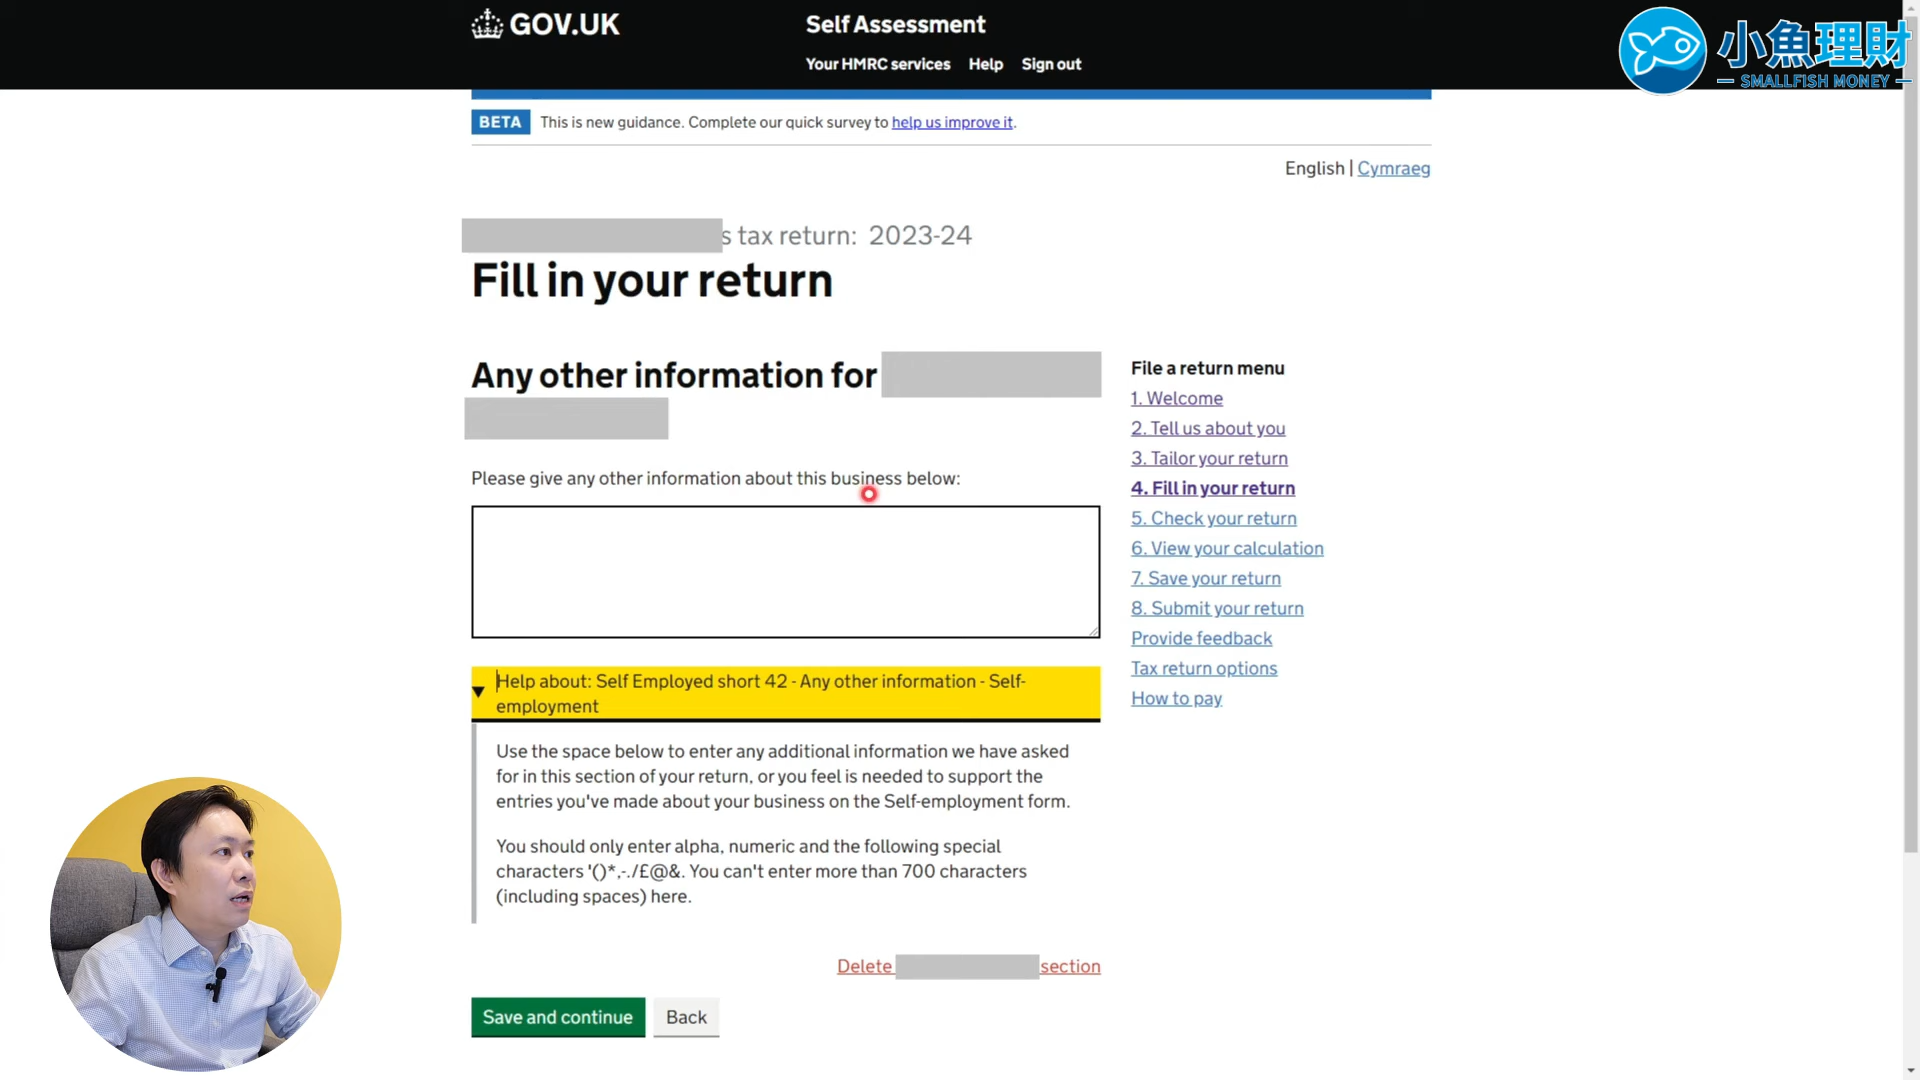 GOV.UK
Self Assessment
Your HMRC services Help Sign out
小魚理財
SMALLFISH MONEY
BETA This is new guidance. Complete our quick survey to help us improve it.
English | Cymraeg
s tax return: 2023-24
Fill in your return
Any other information for
Please give any other information about this business below:
Help about: Self Employed short 42 - Any other information - Self-
employment
Use the space below to enter any additional information we have asked
for in this section of your return, or you feel is needed to support the
entries you've made about your business on the Self-employment form.
You should only enter alpha, numeric and the following special
characters '()*,-./£@&. You can't enter more than 700 characters
(including spaces) here.
Delete section
Save and continue Back
File a return menu
1. Welcome
2. Tell us about you
3. Tailor your return
4. Fill in your return
5. Check your return
6. View your calculation
7. Save your return
8. Submit your return
Provide feedback
Tax return options
How to pay